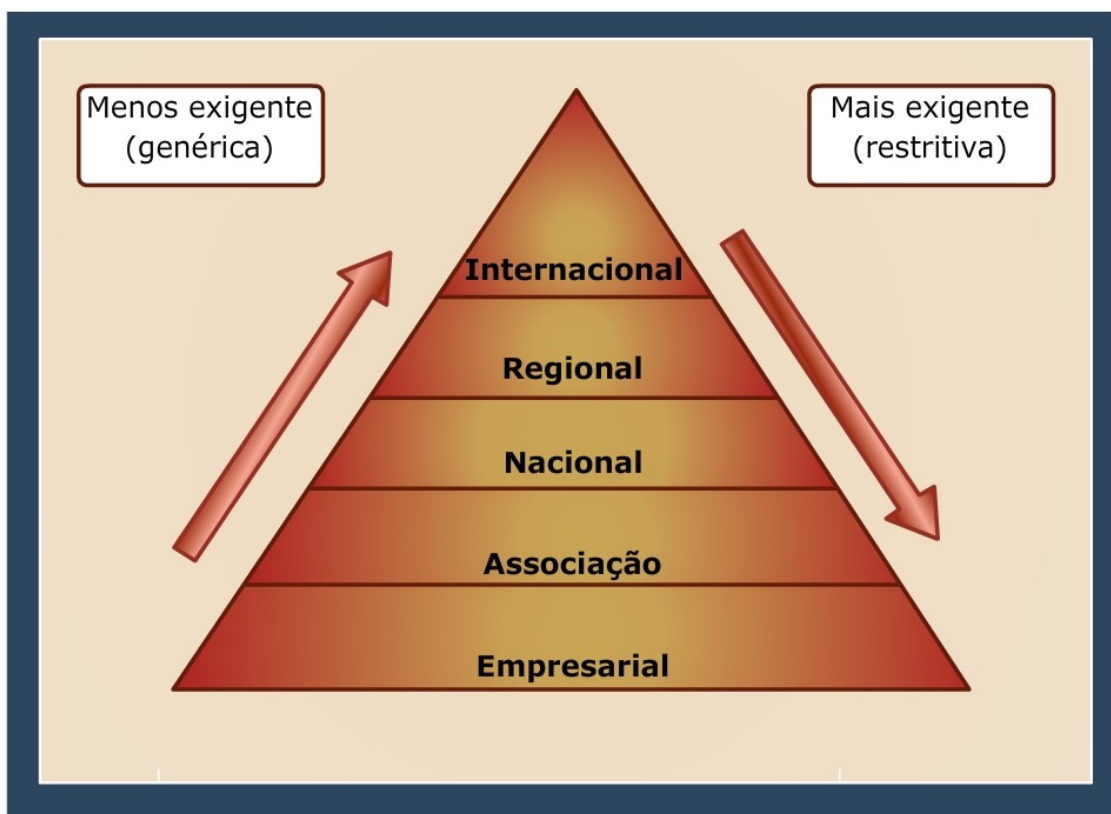 Menos exigente
(genérica)
Mais exigente
(restritiva)
Internacional
Regional
Nacional
Associação
Empresarial